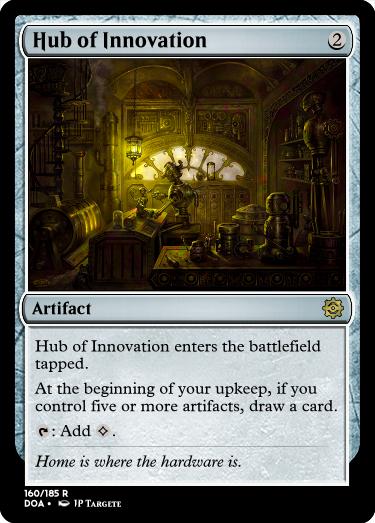 Hub of Innovation 2
Artifact
Hub of Innovation enters the battlefield
tapped.
At the beginning of your upkeep, if you
control five or more artifacts, draw a card.
: Add .
Home is where the hardware is.
160/185 R
DOA • JP Targete